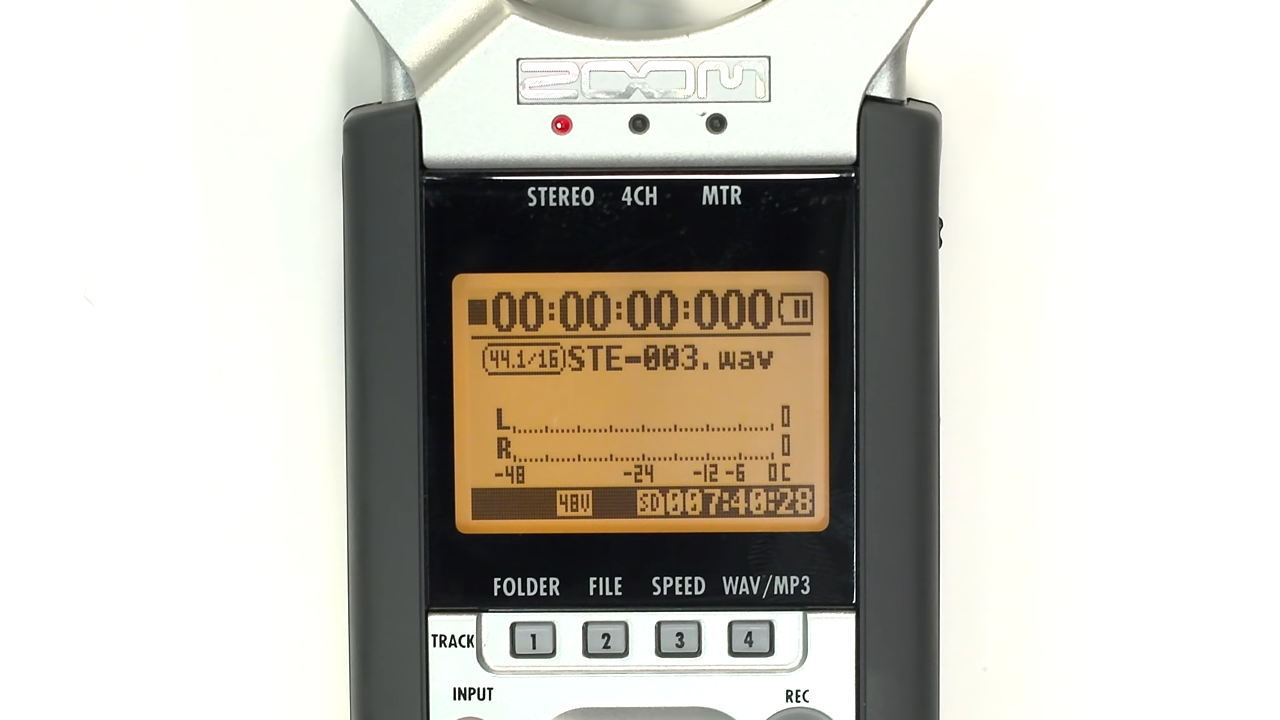 ZOOM
STEREO 4CH MTR
00:00:00:000
44.1/16 STE-003.wav
L 0
R 0
-48 -24 -12 -6 0 C
48V SD 007:40:28
FOLDER FILE SPEED WAV/MP3
TRACK 1 2 3 4
INPUT REC